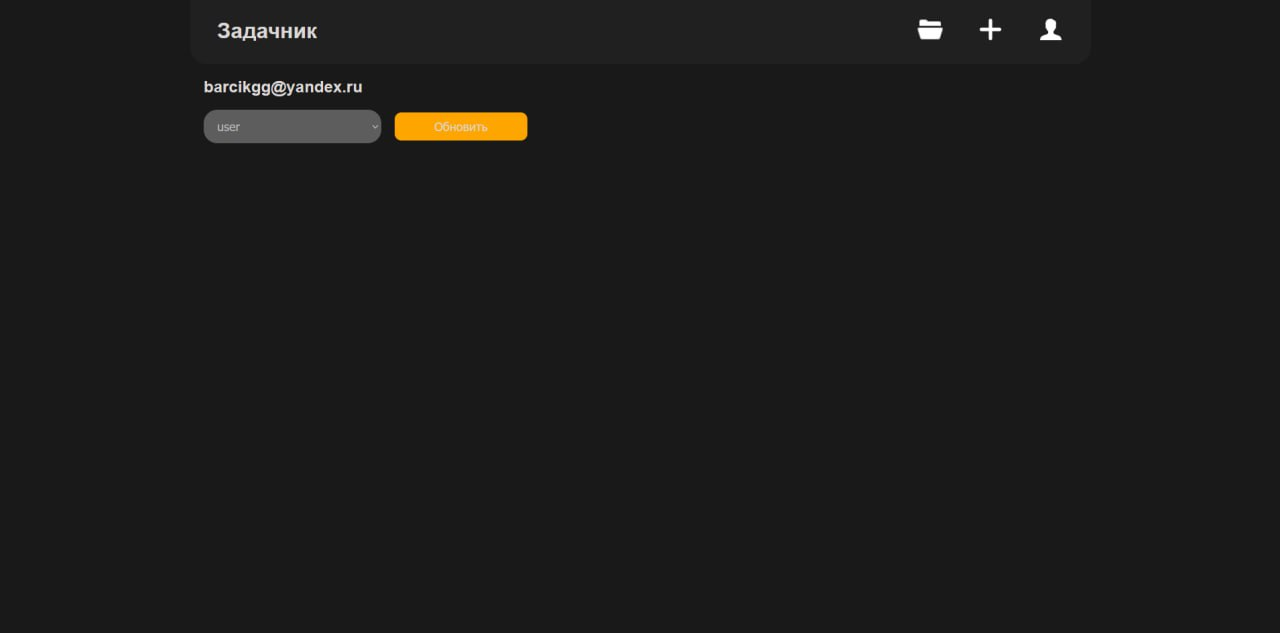 Задачник
barcikgg@yandex.ru
user
Обновить